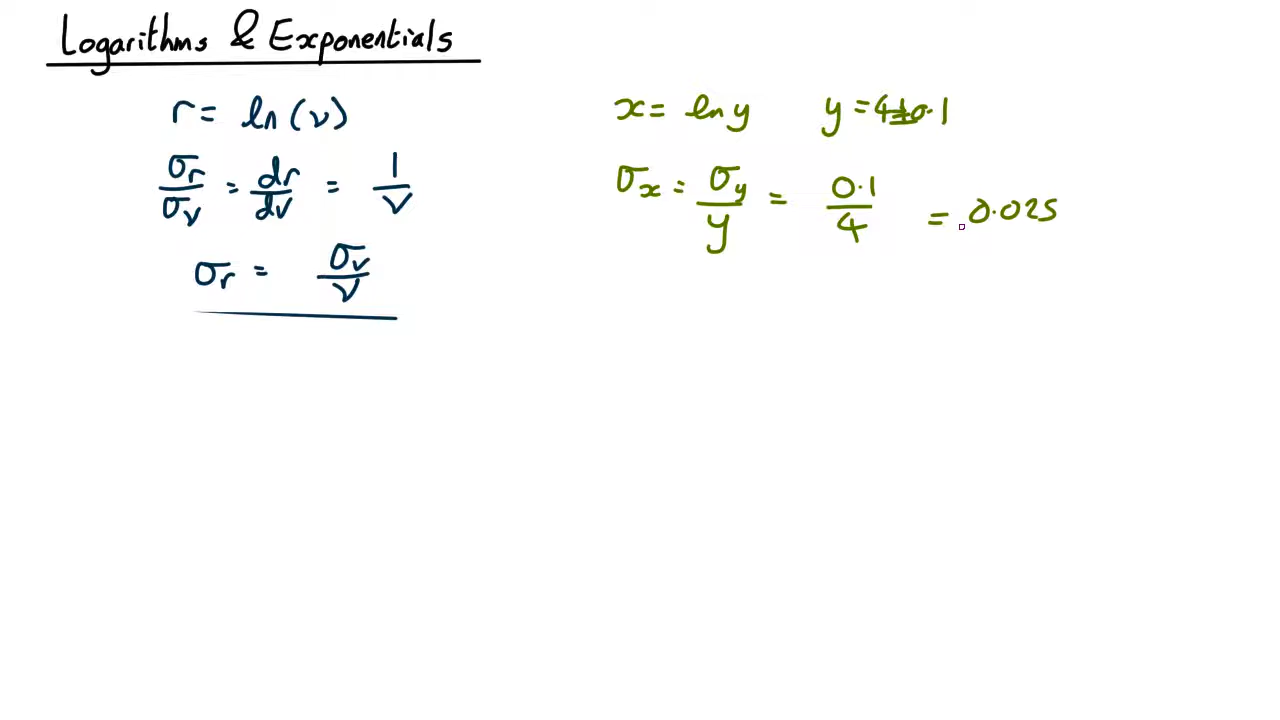 Logarithms & Exponentials
r = ln (v)
σr/σv = dr/dv = 1/v
σr = σv/v
x = ln y    y = 4±0.1
σx = σy/y = 0.1/4 = 0.025